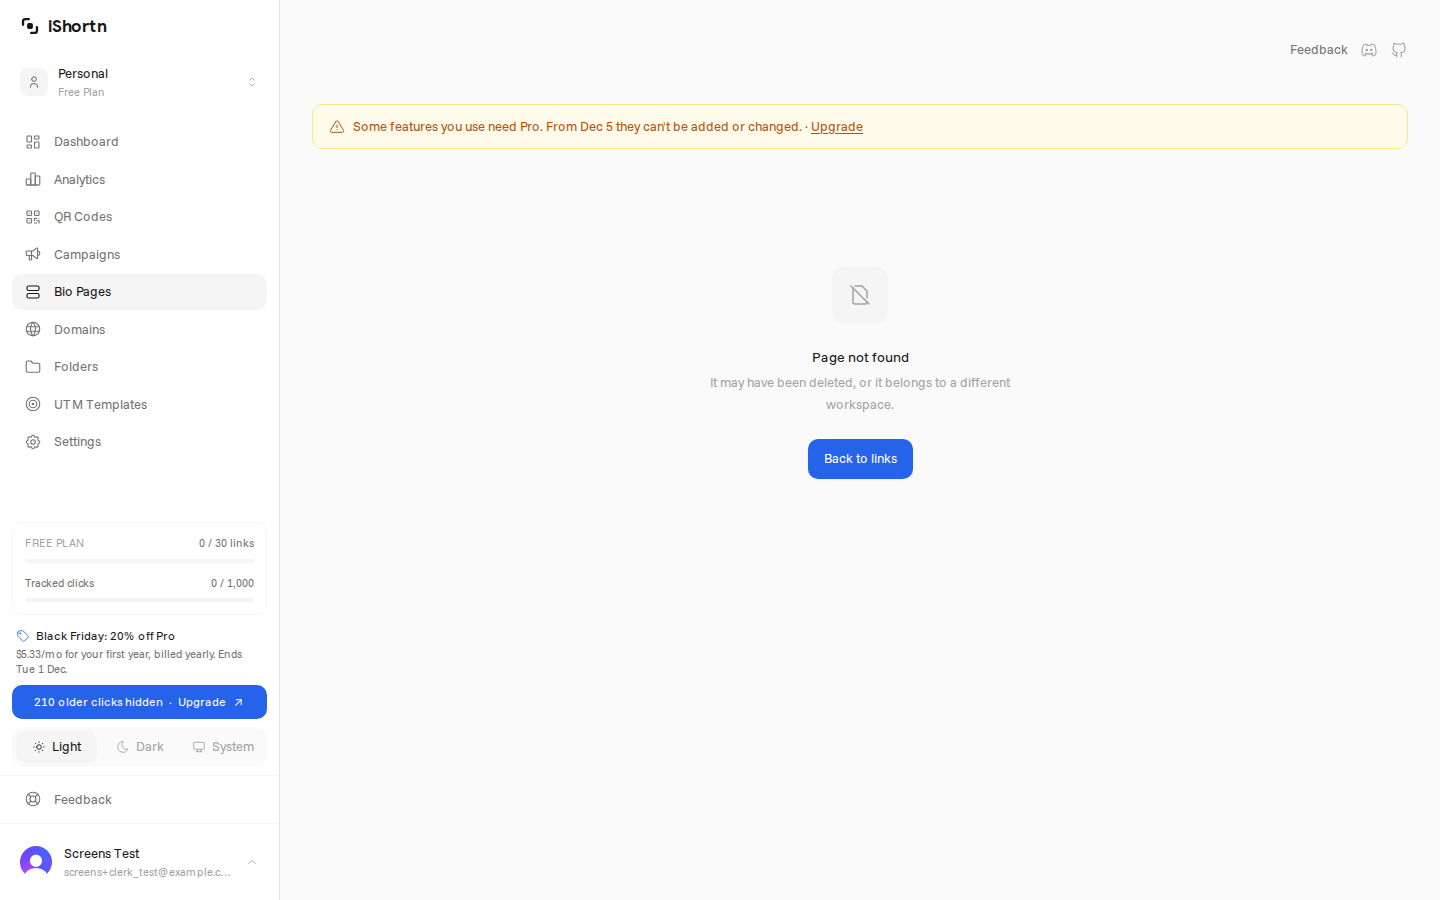 iShortn
Personal
Free Plan
Dashboard
Analytics
QR Codes
Campaigns
Bio Pages
Domains
Folders
UTM Templates
Settings
FREE PLAN
0 / 30 links
Tracked clicks
0 / 1,000
Black Friday: 20% off Pro
$5.33/mo for your first year, billed yearly. Ends
Tue 1 Dec.
210 older clicks hidden · Upgrade
Light
Dark
System
Feedback
Screens Test
screens+clerk_test@example.c...
Feedback
Some features you use need Pro. From Dec 5 they can't be added or changed. · Upgrade
Page not found
It may have been deleted, or it belongs to a different
workspace.
Back to links